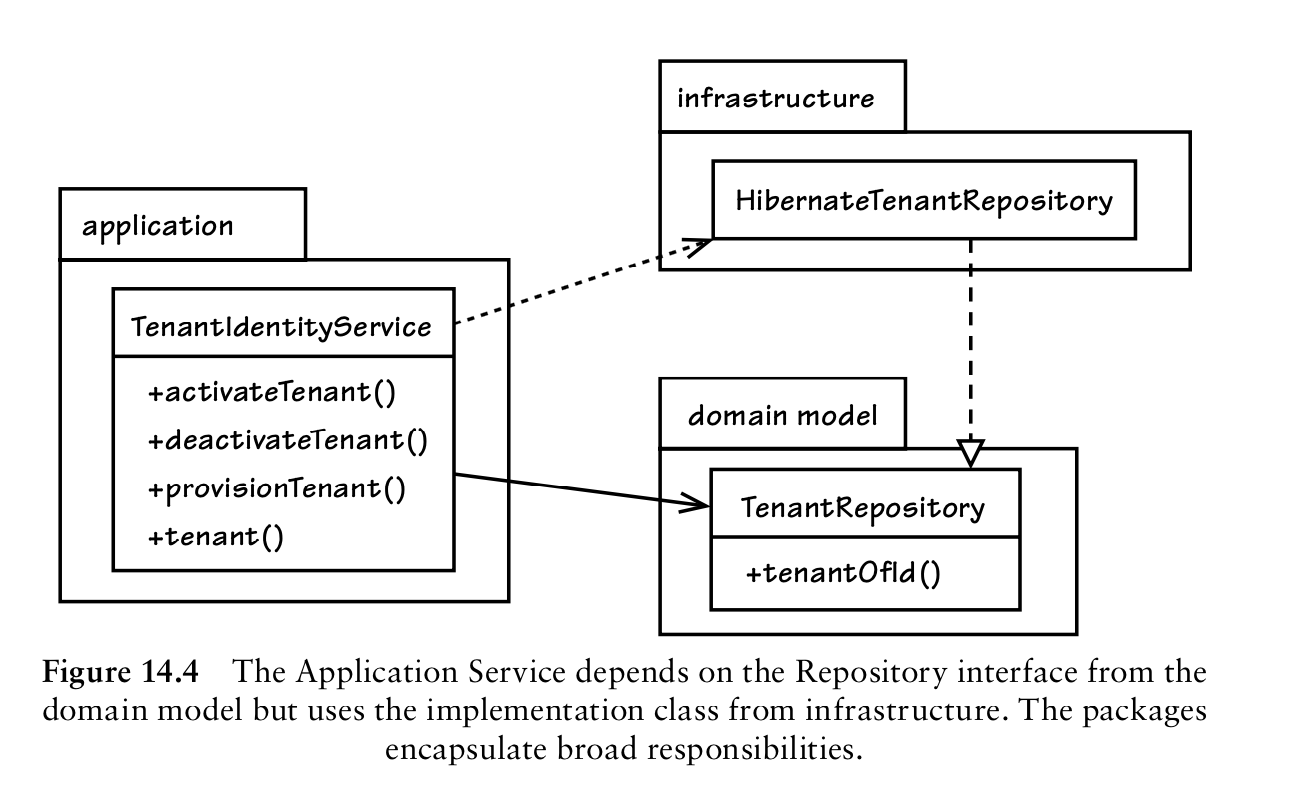 infrastructure
HibernateTenantRepository
application
TenantIdentityService
+activateTenant()
+deactivateTenant()
+provisionTenant()
+tenant()
domain model
TenantRepository
+tenantOfId()
Figure 14.4 The Application Service depends on the Repository interface from the
domain model but uses the implementation class from infrastructure. The packages
encapsulate broad responsibilities.